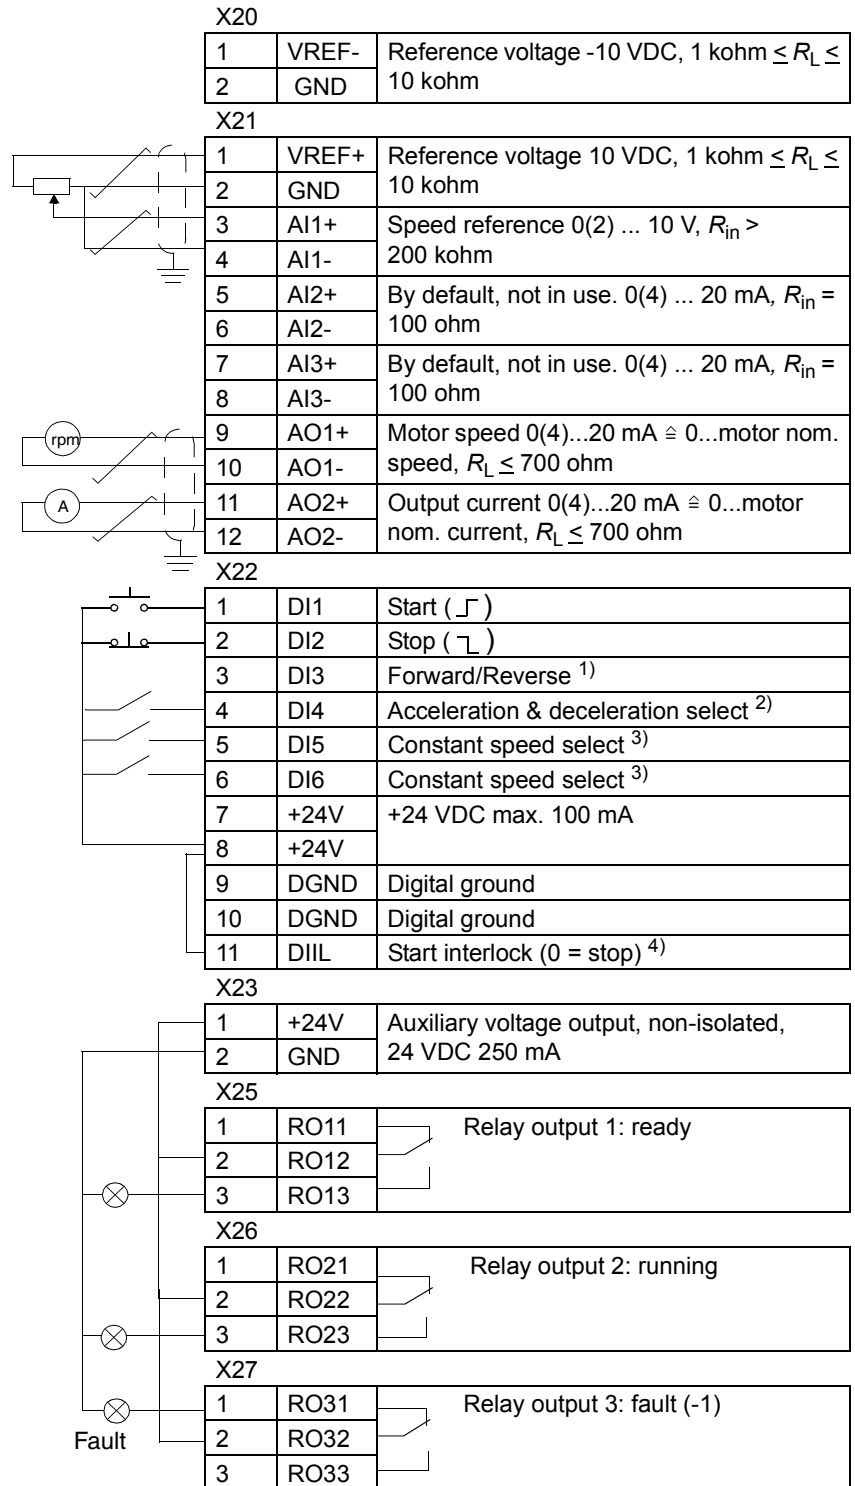 X20
1 VREF- Reference voltage -10 VDC, 1 kohm ≤ RL ≤
2 GND 10 kohm
X21
1 VREF+ Reference voltage 10 VDC, 1 kohm ≤ RL ≤
2 GND 10 kohm
3 AI1+ Speed reference 0(2) ... 10 V, Rin >
4 AI1- 200 kohm
5 AI2+ By default, not in use. 0(4) ... 20 mA, Rin =
6 AI2- 100 ohm
7 AI3+ By default, not in use. 0(4) ... 20 mA, Rin =
8 AI3- 100 ohm
rpm 9 AO1+ Motor speed 0(4)...20 mA ≙ 0...motor nom.
10 AO1- speed, RL ≤ 700 ohm
A 11 AO2+ Output current 0(4)...20 mA ≙ 0...motor
12 AO2- nom. current, RL ≤ 700 ohm
X22
1 DI1 Start ( )
2 DI2 Stop ( )
3 DI3 Forward/Reverse 1)
4 DI4 Acceleration & deceleration select 2)
5 DI5 Constant speed select 3)
6 DI6 Constant speed select 3)
7 +24V +24 VDC max. 100 mA
8 +24V
9 DGND Digital ground
10 DGND Digital ground
11 DIIL Start interlock (0 = stop) 4)
X23
1 +24V Auxiliary voltage output, non-isolated,
2 GND 24 VDC 250 mA
X25
1 RO11 Relay output 1: ready
2 RO12
3 RO13
X26
1 RO21 Relay output 2: running
2 RO22
3 RO23
X27
1 RO31 Relay output 3: fault (-1)
Fault 2 RO32
3 RO33